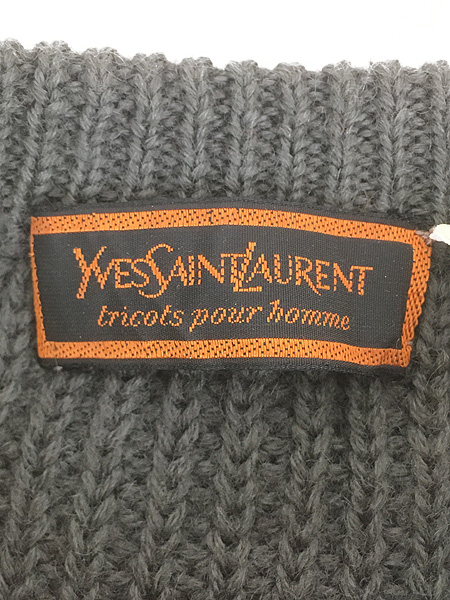 YVESSAINTLAURENT
tricots pour homme